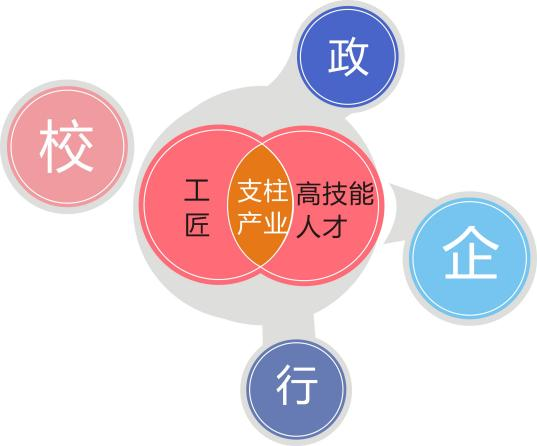 政
校
工
匠
支柱
产业
高技能
人才
企
行